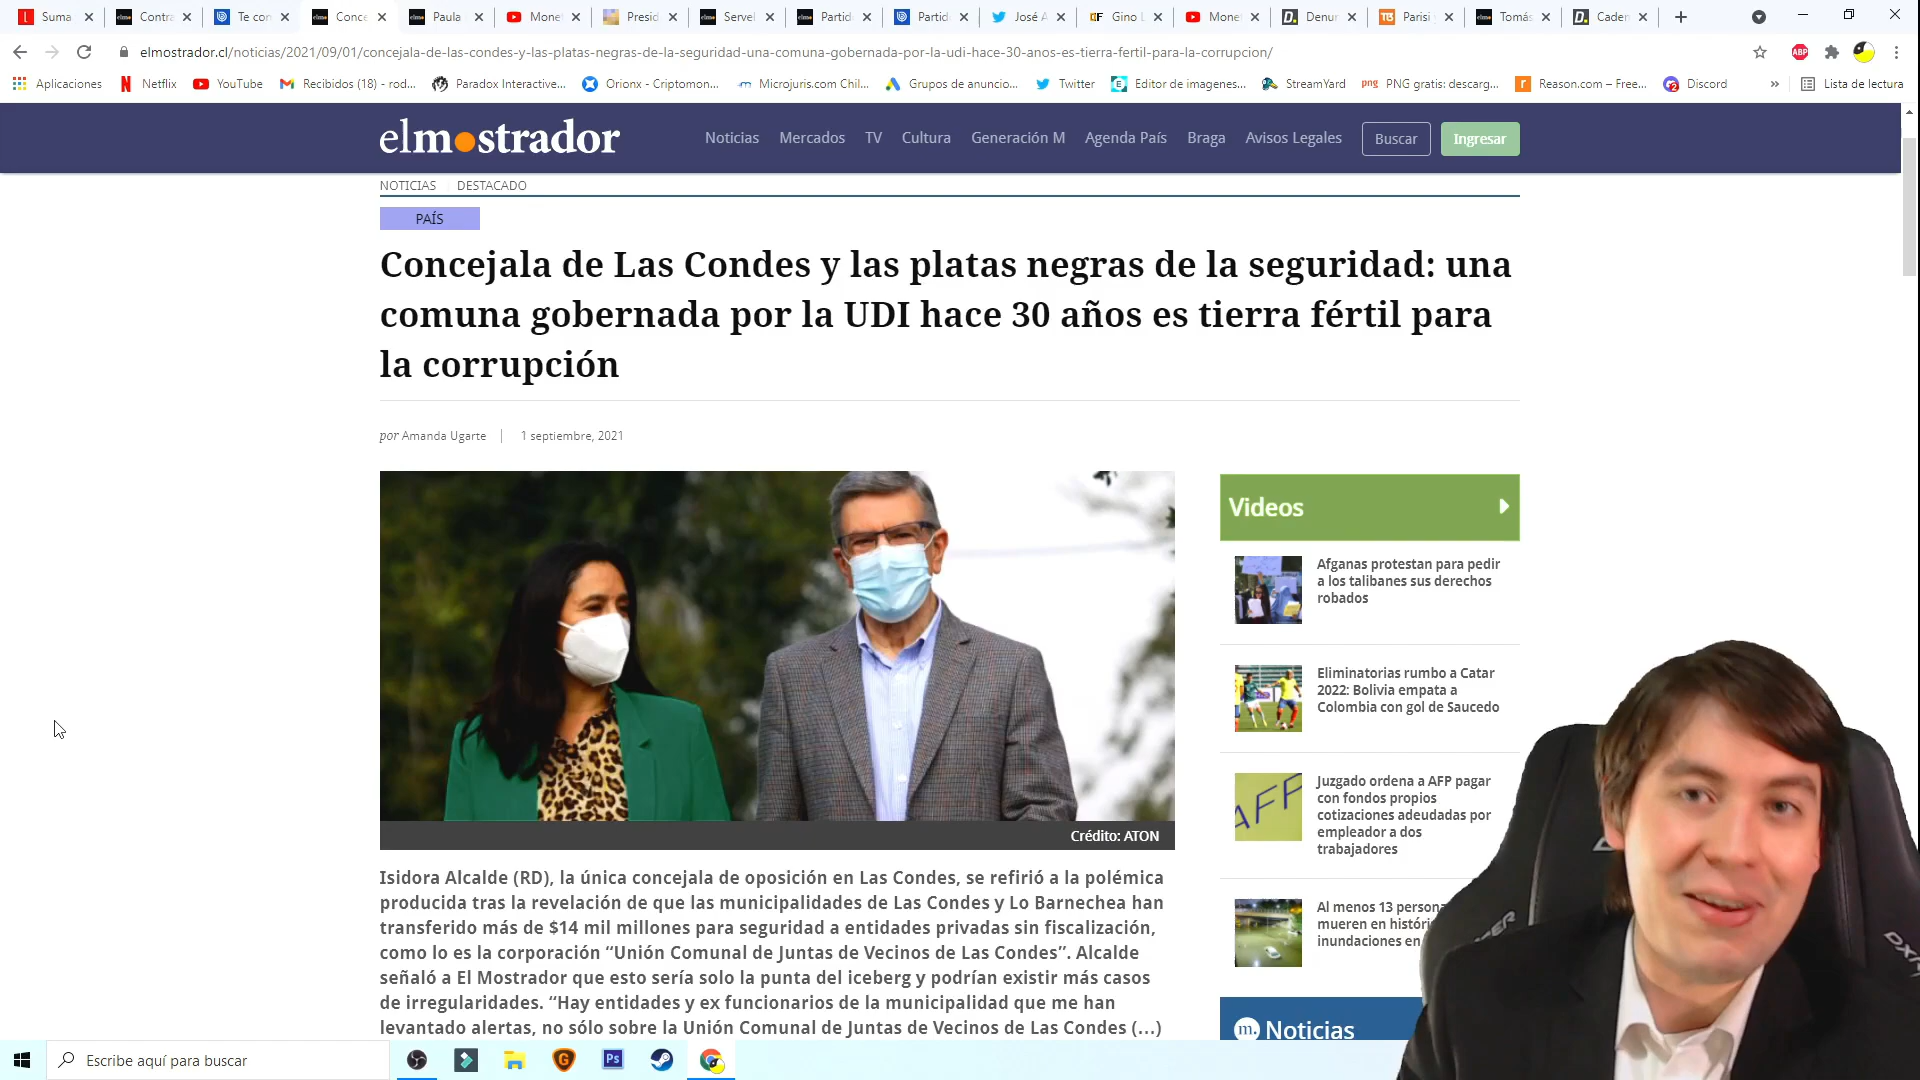 Suma
Contra
Te con
Conce
Paula
Mone
Presid
Servel
Partid
Partid
José A
Gino L
Mone
Denun
Parisi
Tomás
Caden
elmostrador.cl/noticias/2021/09/01/concejala-de-las-condes-y-las-platas-negras-de-la-seguridad-una-comuna-gobernada-por-la-udi-hace-30-anos-es-tierra-fertil-para-la-corrupcion/
ABP
Aplicaciones
Netflix
YouTube
Recibidos (18) - rod...
Paradox Interactive...
Orionx - Criptomon...
Microjuris.com Chil...
Grupos de anuncio...
Twitter
Editor de imagenes...
StreamYard
png PNG gratis: descarg...
Reason.com – Free...
Discord
»
Lista de lectura
elmostrador
Noticias
Mercados
TV
Cultura
Generación M
Agenda País
Braga
Avisos Legales
Buscar
Ingresar
NOTICIAS
DESTACADO
PAÍS
Concejala de Las Condes y las platas negras de la seguridad: una
comuna gobernada por la UDI hace 30 años es tierra fértil para
la corrupción
por Amanda Ugarte
1 septiembre, 2021
Crédito: ATON
Isidora Alcalde (RD), la única concejala de oposición en Las Condes, se refirió a la polémica
producida tras la revelación de que las municipalidades de Las Condes y Lo Barnechea han
transferido más de $14 mil millones para seguridad a entidades privadas sin fiscalización,
como lo es la corporación “Unión Comunal de Juntas de Vecinos de Las Condes”. Alcalde
señaló a El Mostrador que esto sería solo la punta del iceberg y podrían existir más casos
de irregularidades. “Hay entidades y ex funcionarios de la municipalidad que me han
levantado alertas, no sólo sobre la Unión Comunal de Juntas de Vecinos de Las Condes (…)
Videos
Afganas protestan para pedir
a los talibanes sus derechos
robados
Eliminatorias rumbo a Catar
2022: Bolivia empata a
Colombia con gol de Saucedo
AFP
Juzgado ordena a AFP pagar
con fondos propios
cotizaciones adeudadas por
empleador a dos
trabajadores
Al menos 13 persona
mueren en históri
inundaciones en
m. Noticias
Escribe aquí para buscar
Ps